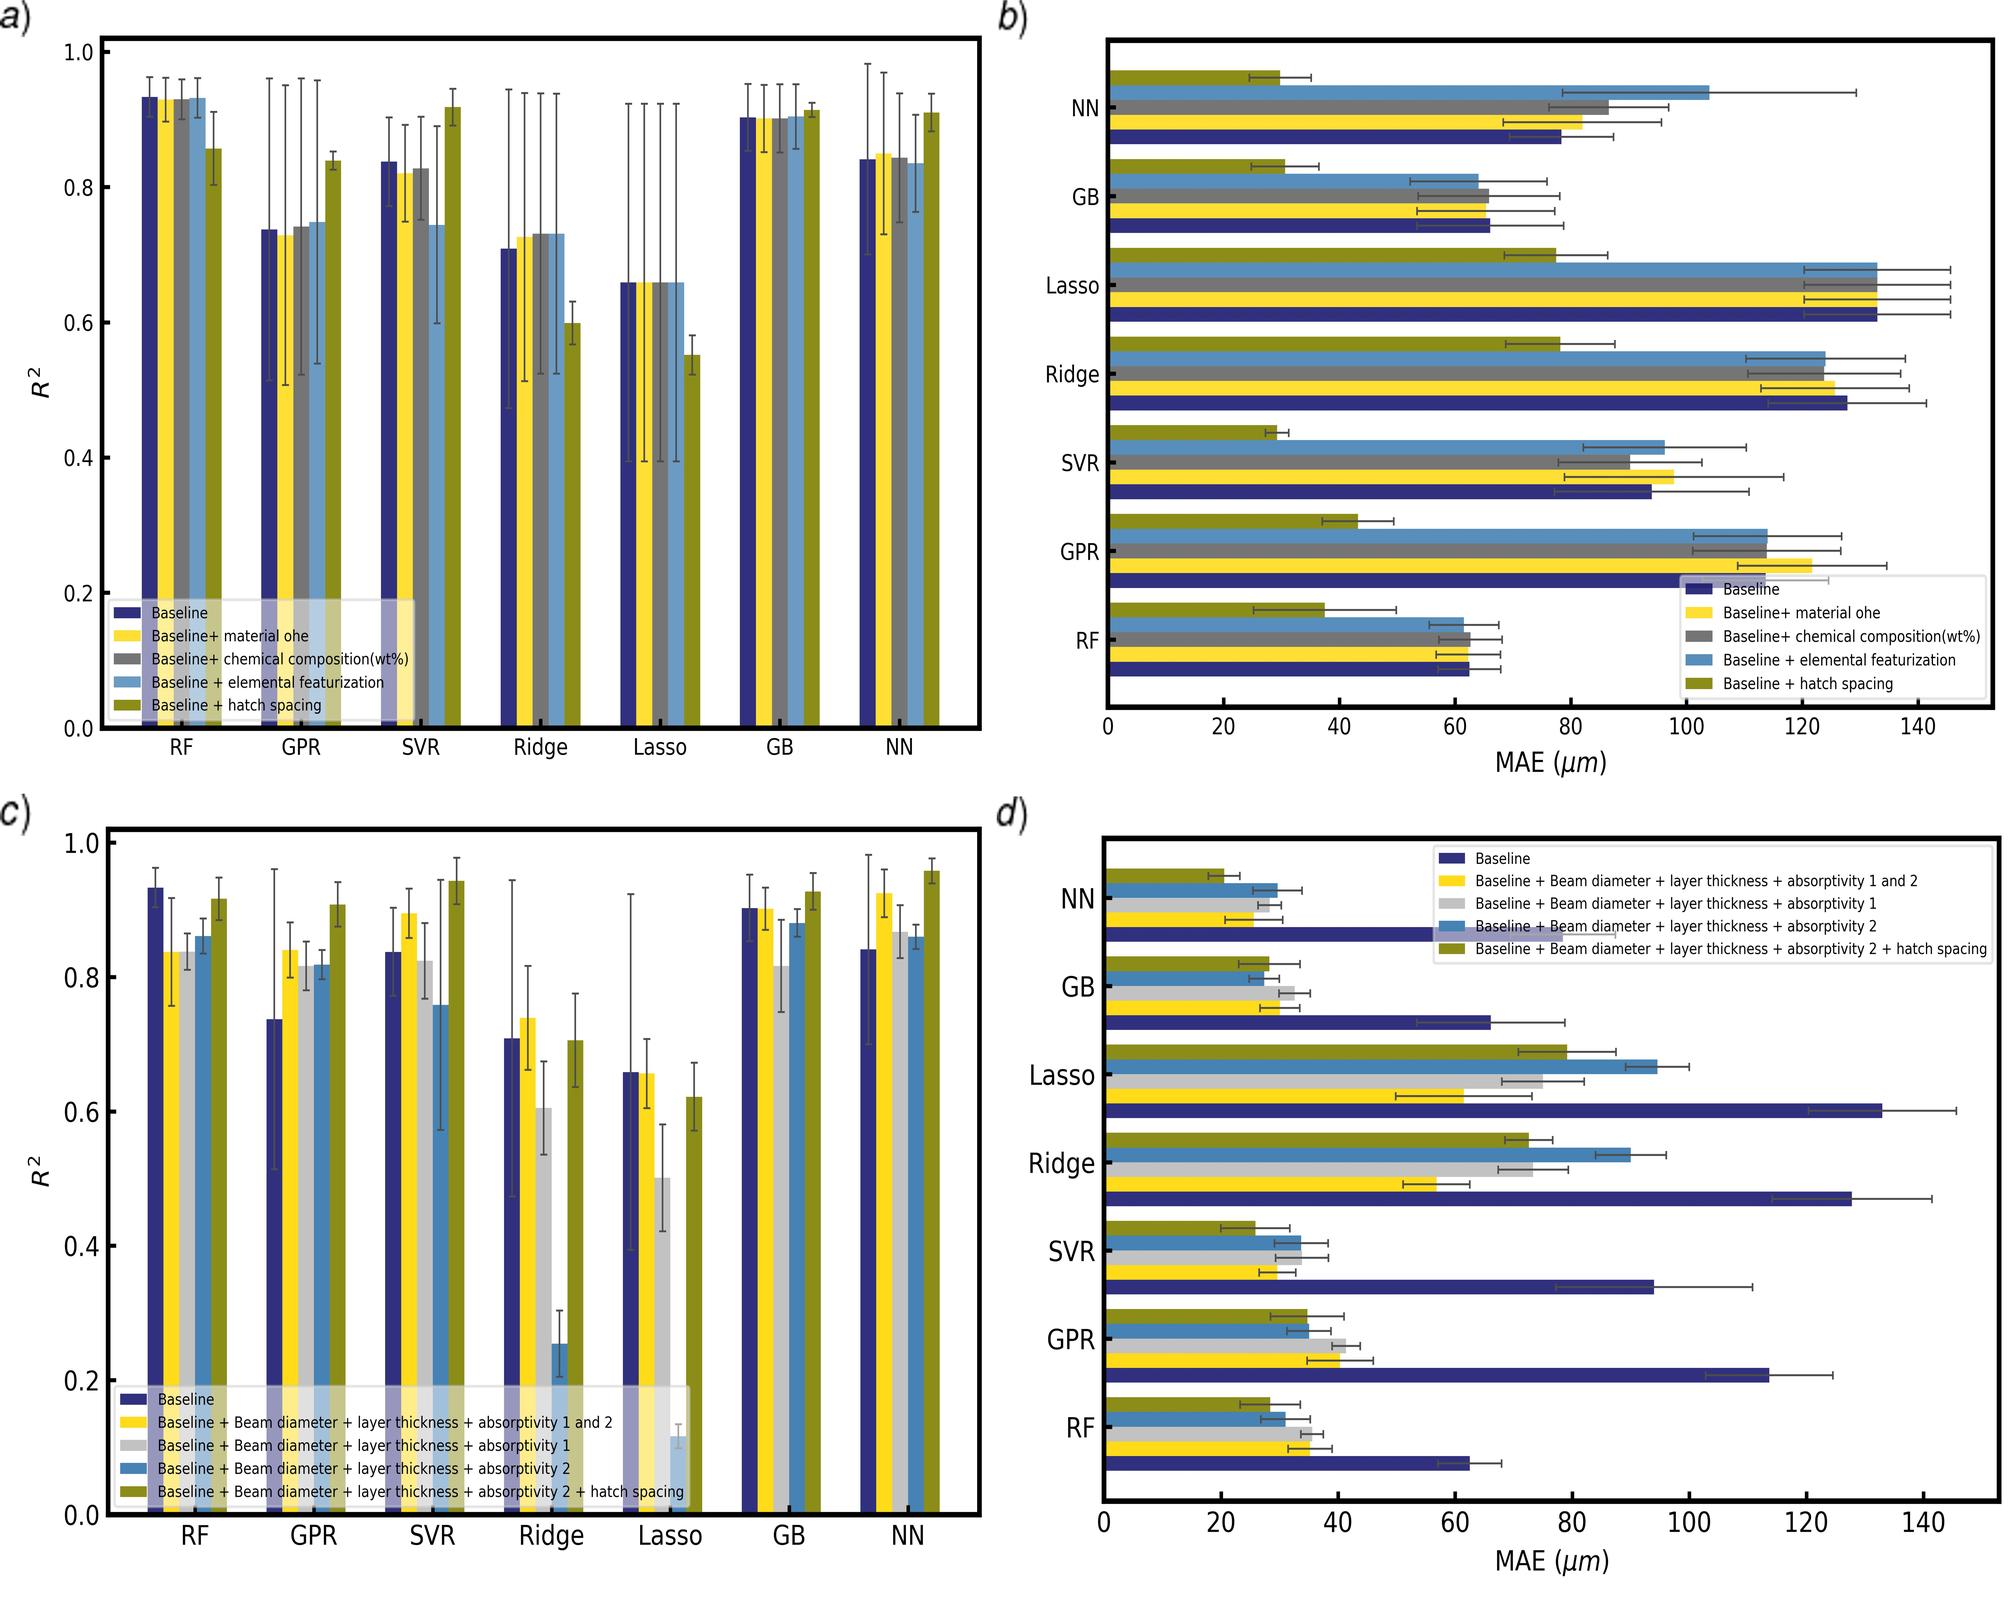 a)
1.0
0.8
0.6
0.4
0.2
0.0
R²
Baseline
Baseline+ material ohe
Baseline+ chemical composition(wt%)
Baseline + elemental featurization
Baseline + hatch spacing
RF GPR SVR Ridge Lasso GB NN
b)
NN
GB
Lasso
Ridge
SVR
GPR
RF
Baseline
Baseline+ material ohe
Baseline+ chemical composition(wt%)
Baseline + elemental featurization
Baseline + hatch spacing
0 20 40 60 80 100 120 140
MAE (μm)
c)
1.0
0.8
0.6
0.4
0.2
0.0
R²
Baseline
Baseline + Beam diameter + layer thickness + absorptivity 1 and 2
Baseline + Beam diameter + layer thickness + absorptivity 1
Baseline + Beam diameter + layer thickness + absorptivity 2
Baseline + Beam diameter + layer thickness + absorptivity 2 + hatch spacing
RF GPR SVR Ridge Lasso GB NN
d)
Baseline
Baseline + Beam diameter + layer thickness + absorptivity 1 and 2
Baseline + Beam diameter + layer thickness + absorptivity 1
Baseline + Beam diameter + layer thickness + absorptivity 2
Baseline + Beam diameter + layer thickness + absorptivity 2 + hatch spacing
NN
GB
Lasso
Ridge
SVR
GPR
RF
0 20 40 60 80 100 120 140
MAE (μm)